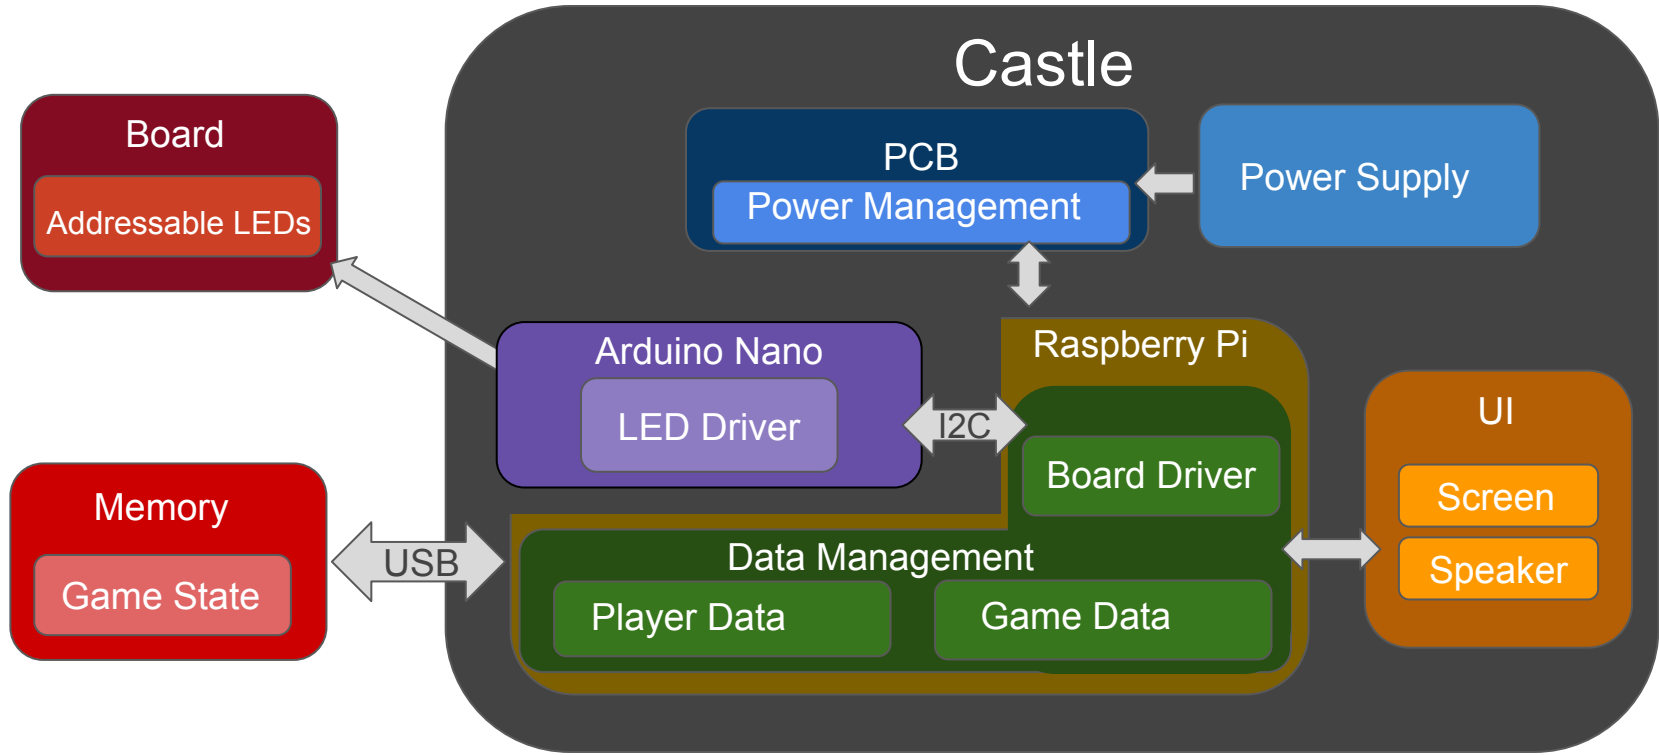 Castle
Board
Addressable LEDs
PCB
Power Management
Power Supply
Arduino Nano
LED Driver
I2C
Raspberry Pi
Board Driver
UI
Screen
Speaker
Memory
Game State
USB
Data Management
Player Data
Game Data